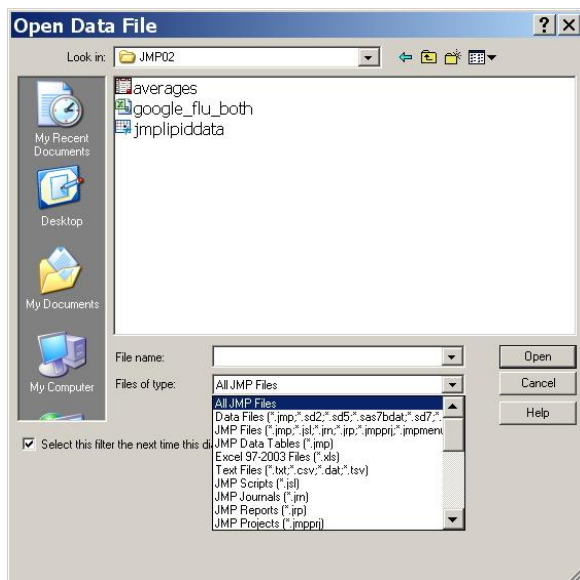 Open Data File
Look in: JMP02
averages
google_flu_both
jmplipiddata
My Recent
Documents
Desktop
My Documents
My Computer
File name:
Open
Files of type: All JMP Files
Cancel
Help
All JMP Files
Data Files (*.jmp;*.sd2;*.sd5;*.sas7bdat;*.sd7;*.
JMP Files (*.jmp;*.jsl;*.jrn;*.jrp;*.jmpprj;*.jmpmenu
Select this filter the next time this di
JMP Data Tables (*.jmp)
Excel 97-2003 Files (*.xls)
Text Files (*.txt;*.csv;*.dat;*.tsv)
JMP Scripts (*.jsl)
JMP Journals (*.jrn)
JMP Reports (*.jrp)
JMP Projects (*.jmpprj)